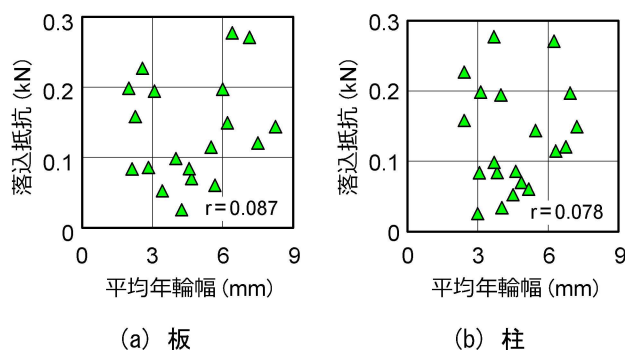 0.3
0.2
0.1
0
落込抵抗 (kN)
r=0.087
0 3 6 9
平均年輪幅 (mm)
(a) 板
0.3
0.2
0.1
0
落込抵抗 (kN)
r=0.078
0 3 6 9
平均年輪幅 (mm)
(b) 柱